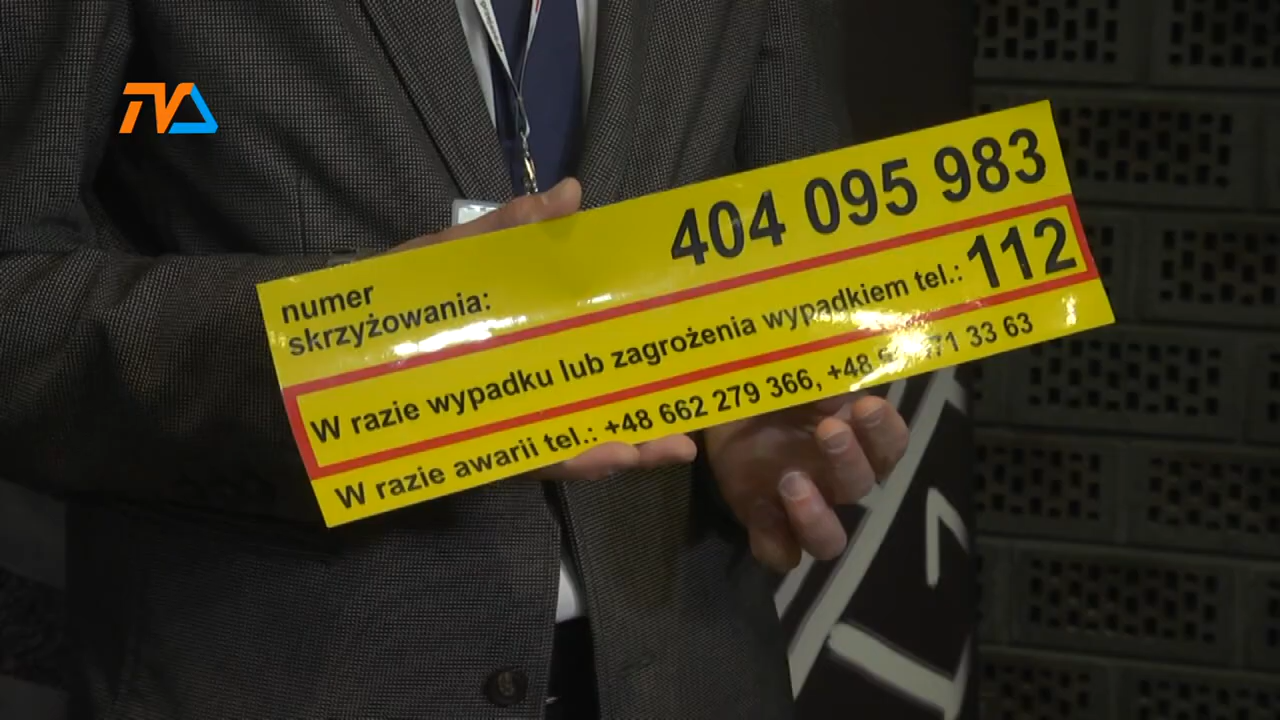 TVA
numer
skrzyżowania:
404 095 983
W razie wypadku lub zagrożenia wypadkiem tel.: 112
W razie awarii tel.: +48 662 279 366, +48 71 33 63